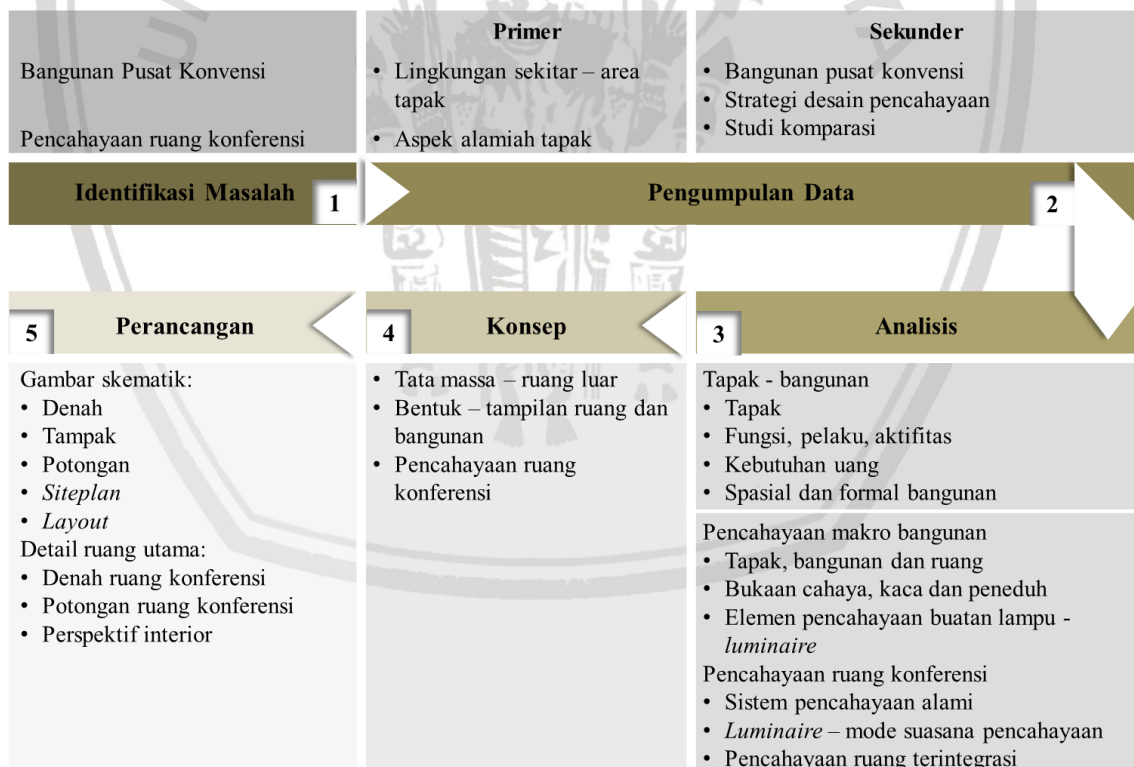 Bangunan Pusat Konvensi
Pencahayaan ruang konferensi
Primer
• Lingkungan sekitar – area
tapak
• Aspek alamiah tapak
Sekunder
• Bangunan pusat konvensi
• Strategi desain pencahayaan
• Studi komparasi
Identifikasi Masalah
1
Pengumpulan Data
2
3
Analisis
Tapak - bangunan
• Tapak
• Fungsi, pelaku, aktifitas
• Kebutuhan uang
• Spasial dan formal bangunan
Pencahayaan makro bangunan
• Tapak, bangunan dan ruang
• Bukaan cahaya, kaca dan peneduh
• Elemen pencahayaan buatan lampu -
luminaire
Pencahayaan ruang konferensi
• Sistem pencahayaan alami
• Luminaire – mode suasana pencahayaan
• Pencahayaan ruang terintegrasi
4
Konsep
• Tata massa – ruang luar
• Bentuk – tampilan ruang dan
bangunan
• Pencahayaan ruang
konferensi
5
Perancangan
Gambar skematik:
• Denah
• Tampak
• Potongan
• Siteplan
• Layout
Detail ruang utama:
• Denah ruang konferensi
• Potongan ruang konferensi
• Perspektif interior